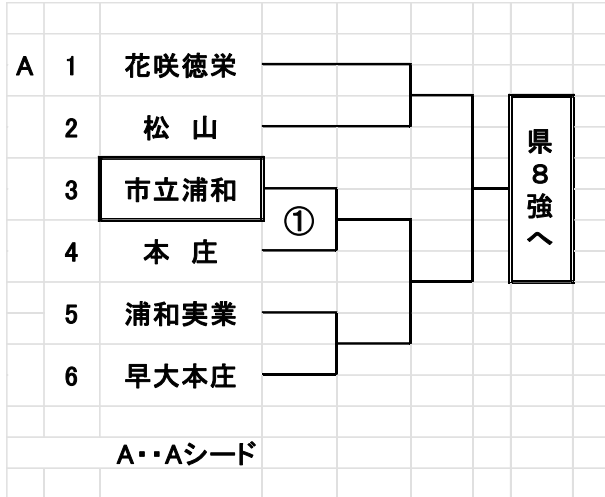 A 1 花咲徳栄
2 松 山
3 市立浦和
①
4 本 庄
5 浦和実業
6 早大本庄
県8強へ
A・・Aシード